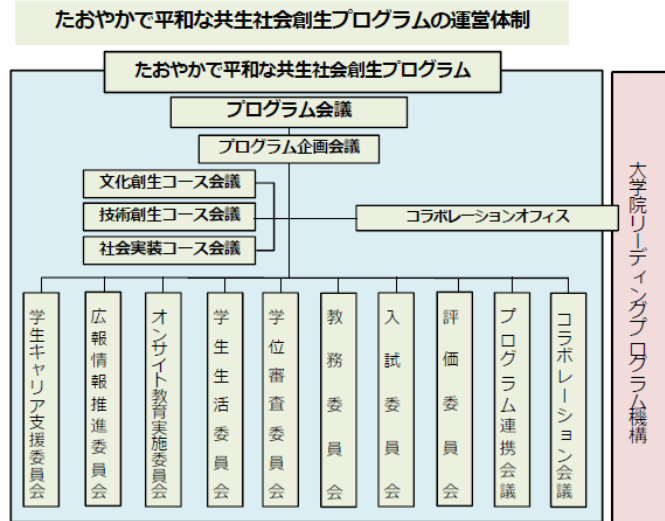 たおやかで平和な共生社会創生プログラムの運営体制
たおやかで平和な共生社会創生プログラム
プログラム会議
プログラム企画会議
文化創生コース会議
技術創生コース会議
社会実装コース会議
コラボレーションオフィス
学生キャリア支援委員会
広報情報推進委員会
オンサイト教育実施委員会
学生生活委員会
学位審査委員会
教務委員会
入試委員会
評価委員会
プログラム連携会議
コラボレーション会議
大学院リーディングプログラム機構